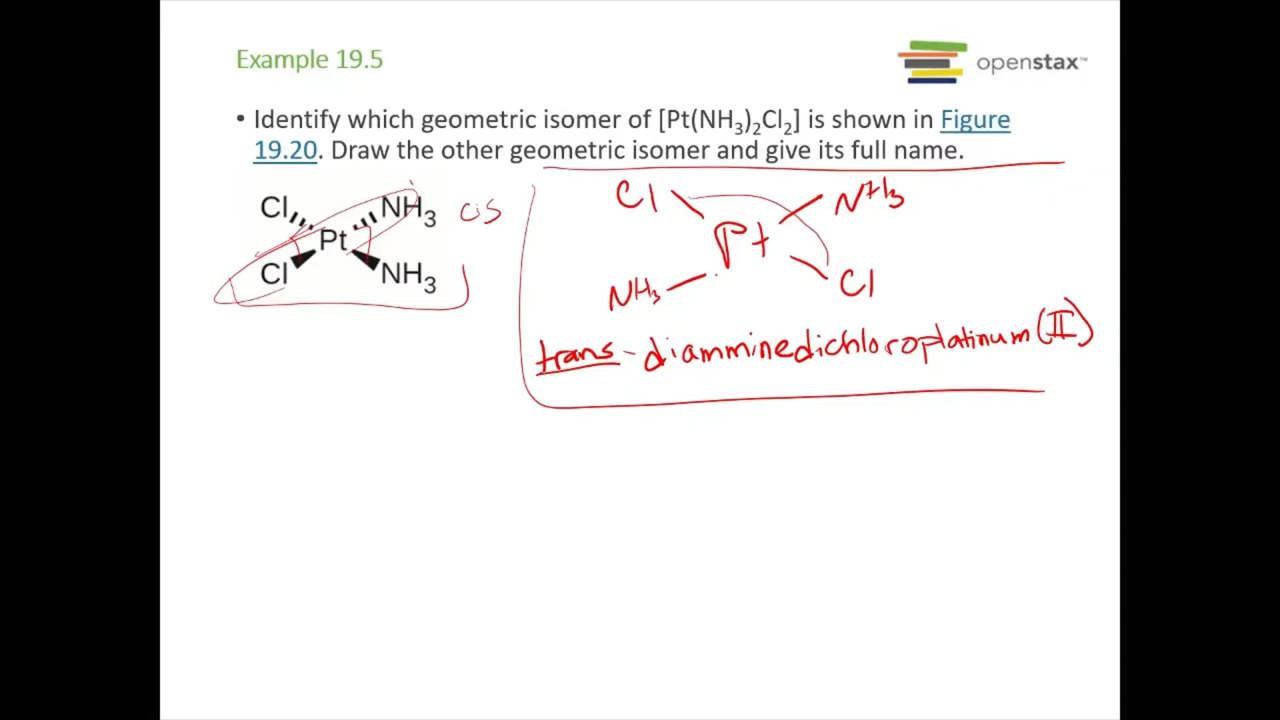 Example 19.5
openstax™
• Identify which geometric isomer of [Pt(NH₃)₂Cl₂] is shown in Figure
19.20. Draw the other geometric isomer and give its full name.
Cl NH₃ cis
Pt
Cl NH₃
Cl NH₃
Pt
NH₃ Cl
trans-diamminedichloroplatinum(II)